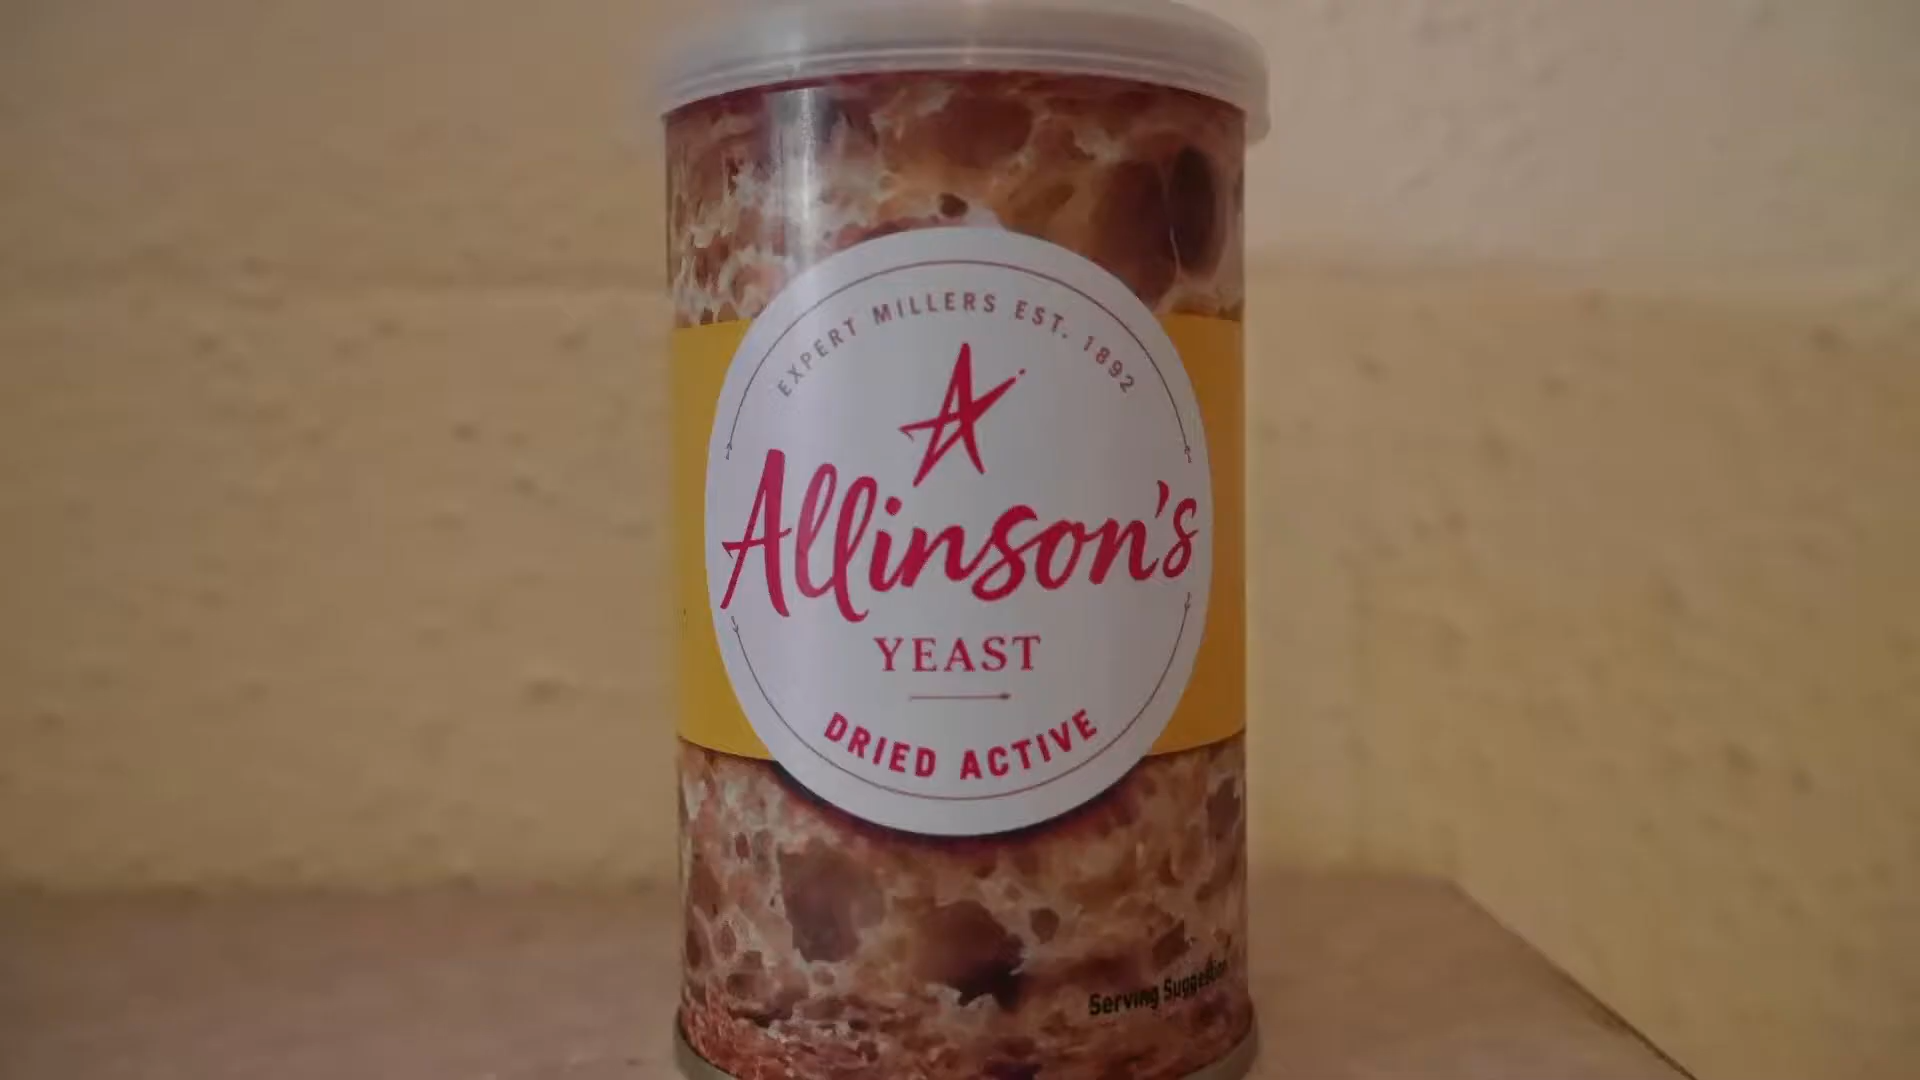 EXPERT MILLERS EST. 1892
Allinson's
YEAST
DRIED ACTIVE
Serving Suggestion